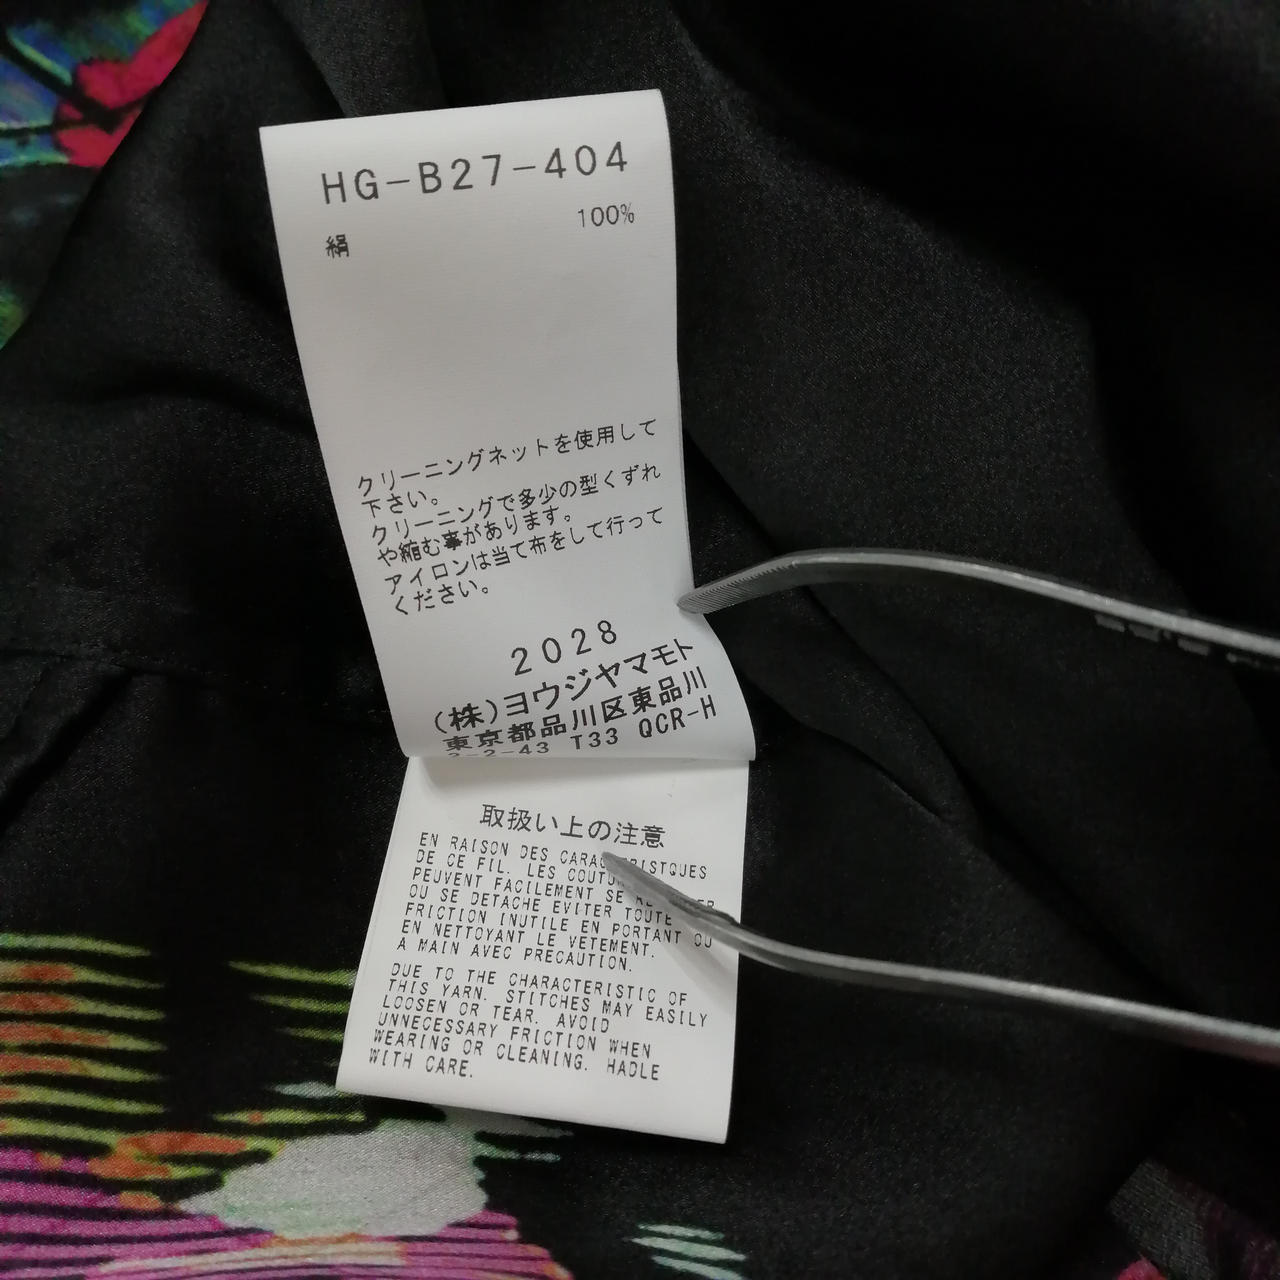 HG-B27-404
100%
絹
クリーニングネットを使用して
下さい。
クリーニングで多少の型くずれ
や縮む事があります。
アイロンは当て布をして行って
ください。
2028
(株)ヨウジヤマモト
東京都品川区東品川
2-2-43 T33 QCR-H
取扱い上の注意
EN RAISON DES
DE CE FIL. LES
PEUVENT FACILEMENT SE
OU SE DETACHE EVITER TOUTE
FRICTION INUTILE EN PORTANT OU
EN NETTOYANT LE VETEMENT.
A MAIN AVEC PRECAUTION.
DUE TO THE CHARACTERISTIC OF
THIS YARN. STITCHES MAY EASILY
LOOSEN OR TEAR. AVOID
UNNECESSARY FRICTION WHEN
WEARING OR CLEANING. HADLE
WITH CARE.